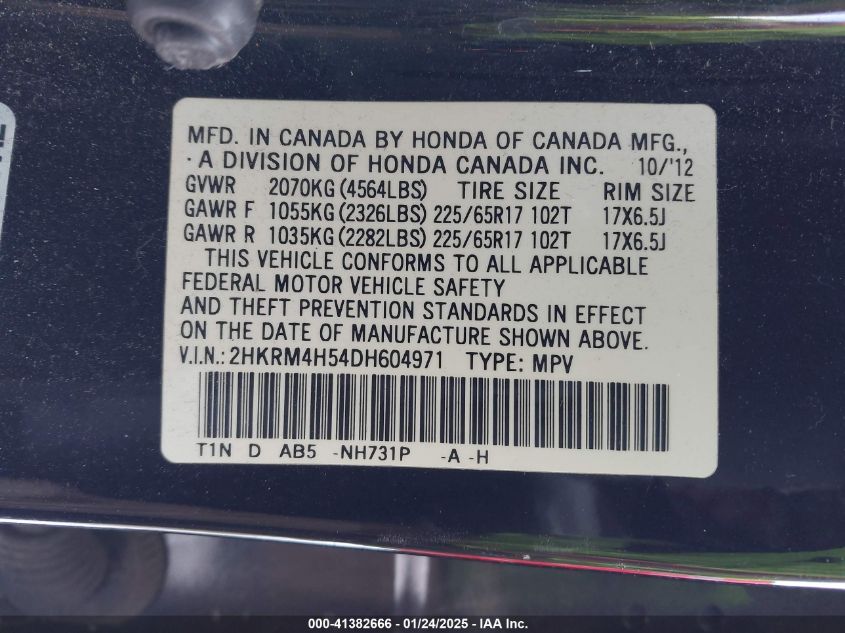 MFD. IN CANADA BY HONDA OF CANADA MFG.,
· A DIVISION OF HONDA CANADA INC. 10/'12
GVWR 2070KG (4564LBS) TIRE SIZE RIM SIZE
GAWR F 1055KG (2326LBS) 225/65R17 102T 17X6.5J
GAWR R 1035KG (2282LBS) 225/65R17 102T 17X6.5J
THIS VEHICLE CONFORMS TO ALL APPLICABLE
FEDERAL MOTOR VEHICLE SAFETY
AND THEFT PREVENTION STANDARDS IN EFFECT
ON THE DATE OF MANUFACTURE SHOWN ABOVE.
V.I.N.: 2HKRM4H54DH604971 TYPE: MPV
T1N D AB5 -NH731P -A -H
000-41382666 - 01/24/2025 - IAA Inc.